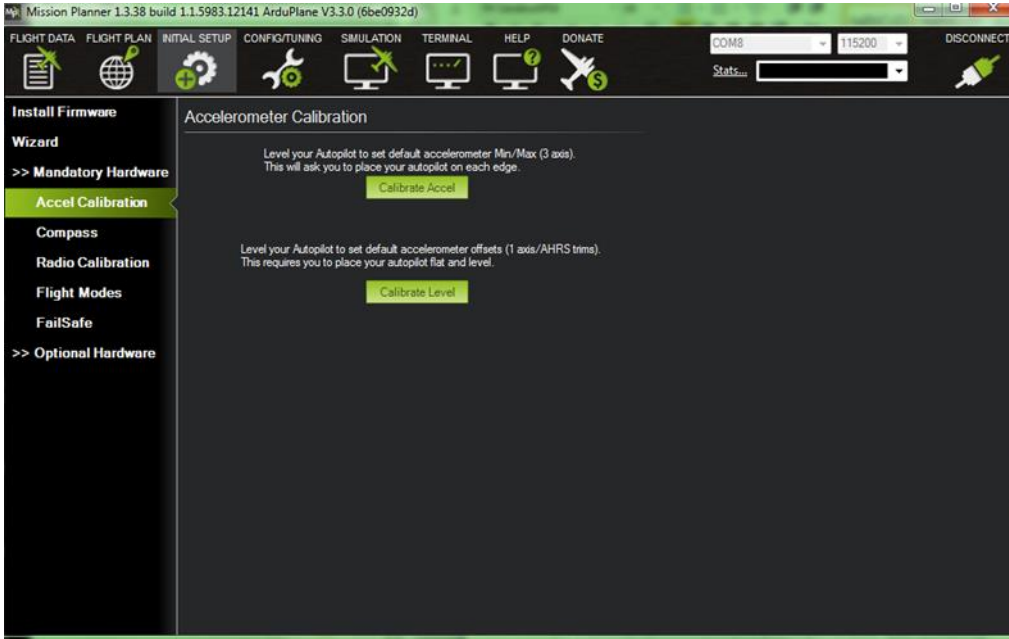 Mission Planner 1.3.38 build 1.1.5983.12141 ArduPlane V3.3.0 (6be0932d)
FLIGHT DATA FLIGHT PLAN INITIAL SETUP CONFIG/TUNING SIMULATION TERMINAL HELP DONATE COM8 115200 DISCONNECT
Stats...
Install Firmware
Wizard
>> Mandatory Hardware
Accel Calibration
Compass
Radio Calibration
Flight Modes
FailSafe
>> Optional Hardware
Accelerometer Calibration
Level your Autopilot to set default accelerometer Min/Max (3 axis).
This will ask you to place your autopilot on each edge.
Calibrate Accel
Level your Autopilot to set default accelerometer offsets (1 axis/AHRS trims).
This requires you to place your autopilot flat and level.
Calibrate Level